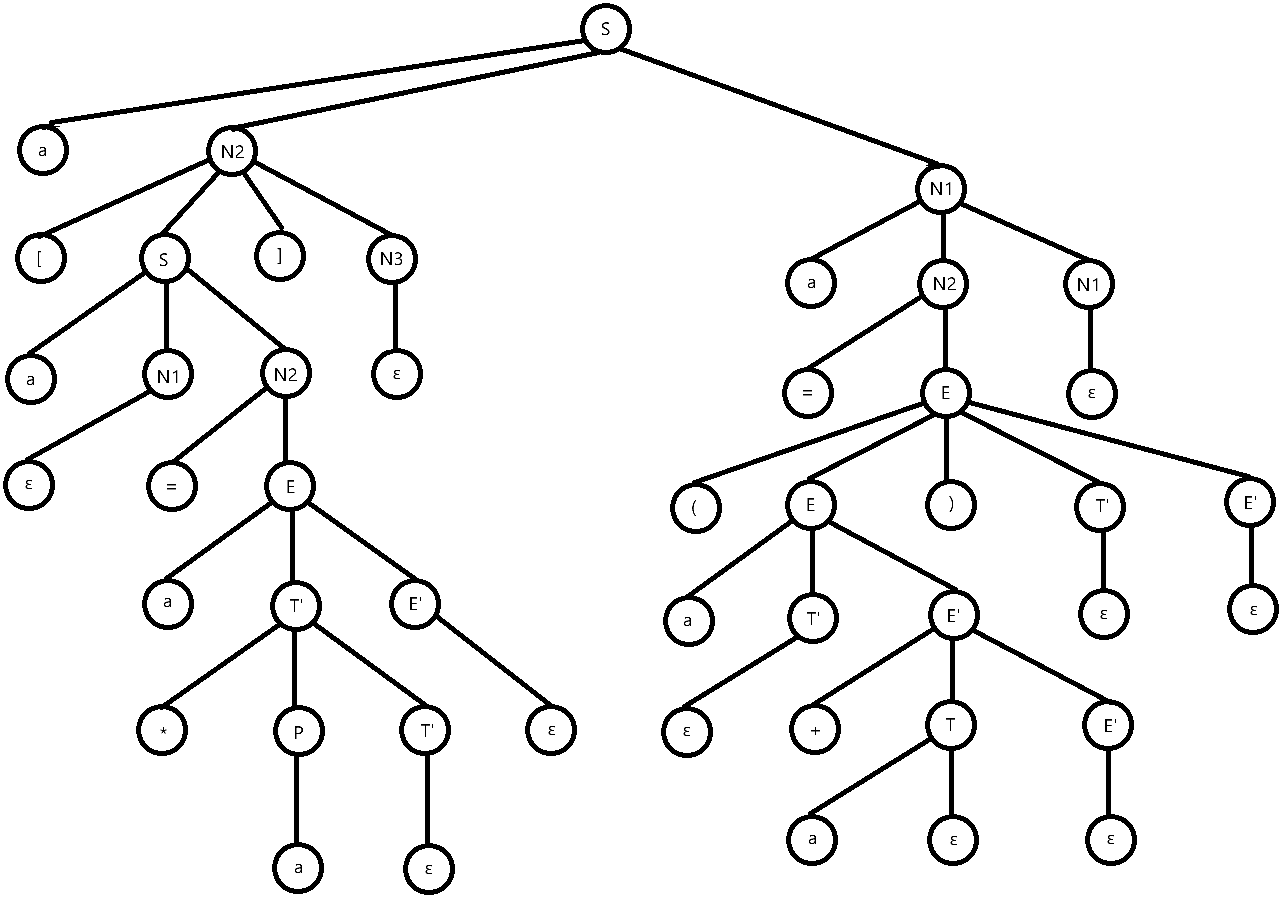 S
a N2 N1
[ S ] N3 a N2 N1
a N1 N2 ε = E ε
ε = E ( E ) T' E'
a T' E' a T' E' ε ε
* P T' ε ε + T E'
a ε a ε ε